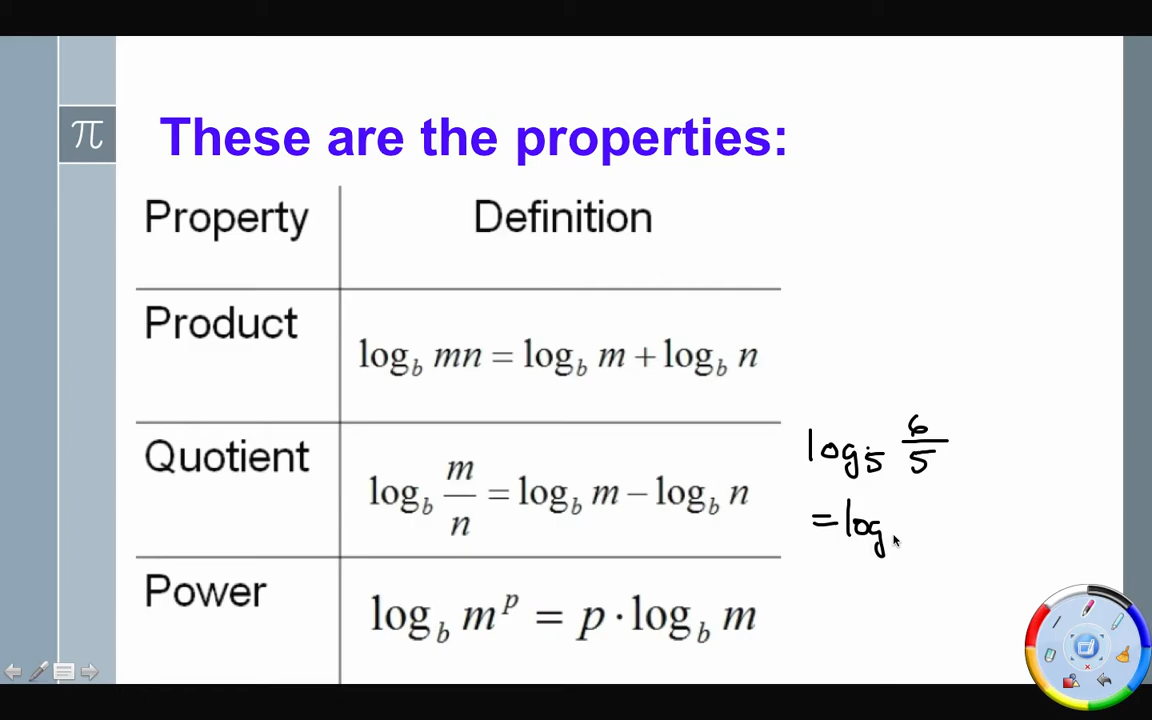 π
These are the properties:
Property Definition
Product log_b mn = log_b m + log_b n
Quotient log_b m/n = log_b m − log_b n
Power log_b m^p = p · log_b m
log_5 6/5
= log